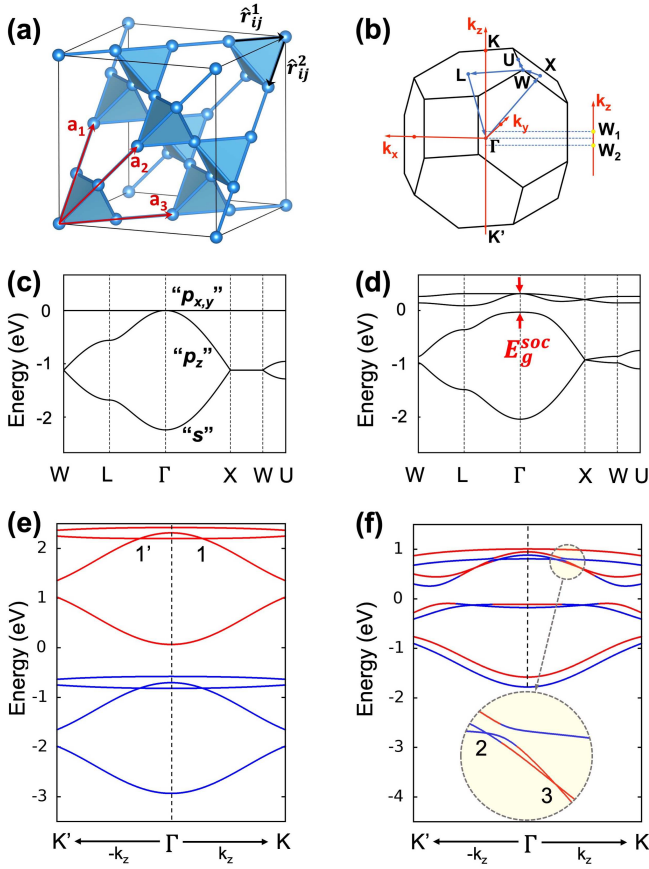 (a)
r̂ij1
r̂ij2
a1
a2
a3
(b)
kz
K
U
X
L
W
kz
ky
W1
kx
Γ
W2
K'
(c)
“px,y”
“pz”
“s”
Energy (eV)
0
-1
-2
W L Γ X W U
(d)
Egsoc
Energy (eV)
0
-1
-2
W L Γ X W U
(e)
1' 1
Energy (eV)
2
1
0
-1
-2
-3
K' -kz Γ kz K
(f)
2
3
Energy (eV)
1
0
-1
-2
-3
-4
K' -kz Γ kz K